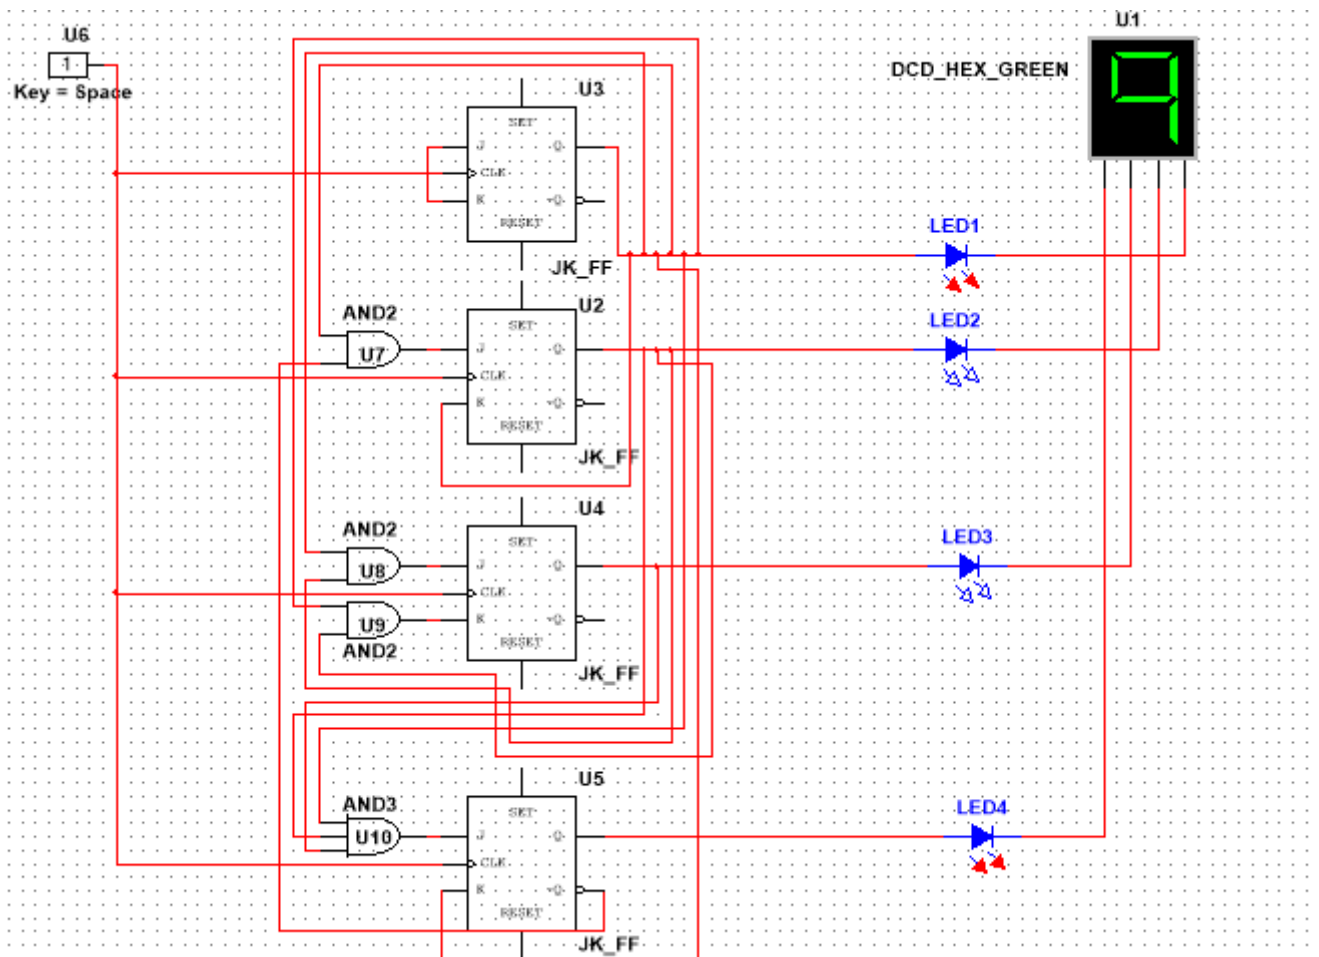 U6
1
Key = Space
U1
DCD_HEX_GREEN
9
U3
SET
J
Q
CLK
K
~Q
RESET
JK_FF
LED1
U2
AND2
U7
SET
J
Q
CLK
K
~Q
RESET
JK_FF
LED2
U4
AND2
U8
U9
AND2
SET
J
Q
CLK
K
~Q
RESET
JK_FF
LED3
U5
AND3
U10
SET
J
Q
CLK
K
~Q
RESET
JK_FF
LED4